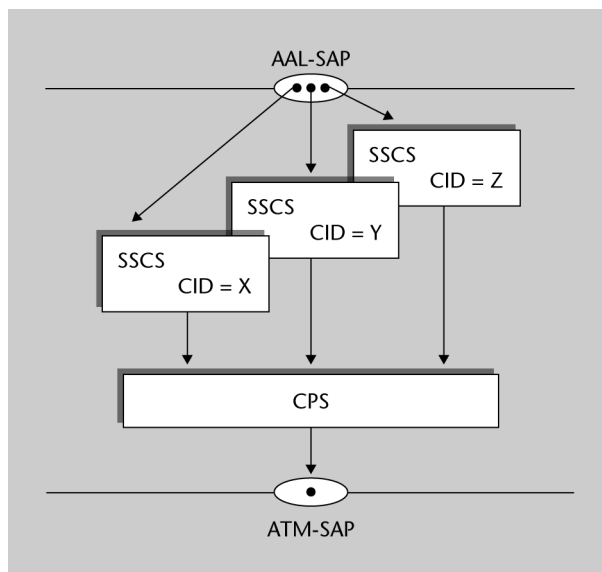 AAL-SAP
SSCS
CID = Z
SSCS
CID = Y
SSCS
CID = X
CPS
ATM-SAP